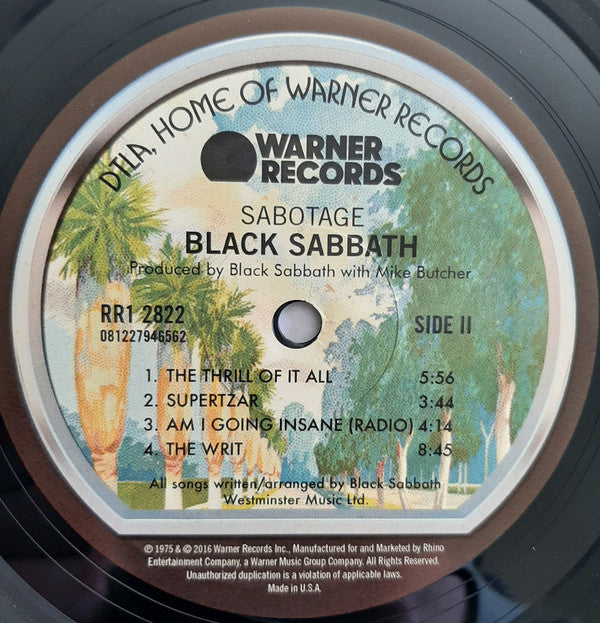 DTLA, HOME OF WARNER RECORDS
WARNER
RECORDS
SABOTAGE
BLACK SABBATH
Produced by Black Sabbath with Mike Butcher
RR1 2822
081227946562
SIDE II
1. THE THRILL OF IT ALL 5:56
2. SUPERTZAR 3:44
3. AM I GOING INSANE (RADIO) 4:14
4. THE WRIT 8:45
All songs written/arranged by Black Sabbath
Westminster Music Ltd.
℗ 1975 & © 2016 Warner Records Inc., Manufactured for and Marketed by Rhino
Entertainment Company, a Warner Music Group Company. All Rights Reserved.
Unauthorized duplication is a violation of applicable laws.
Made in U.S.A.